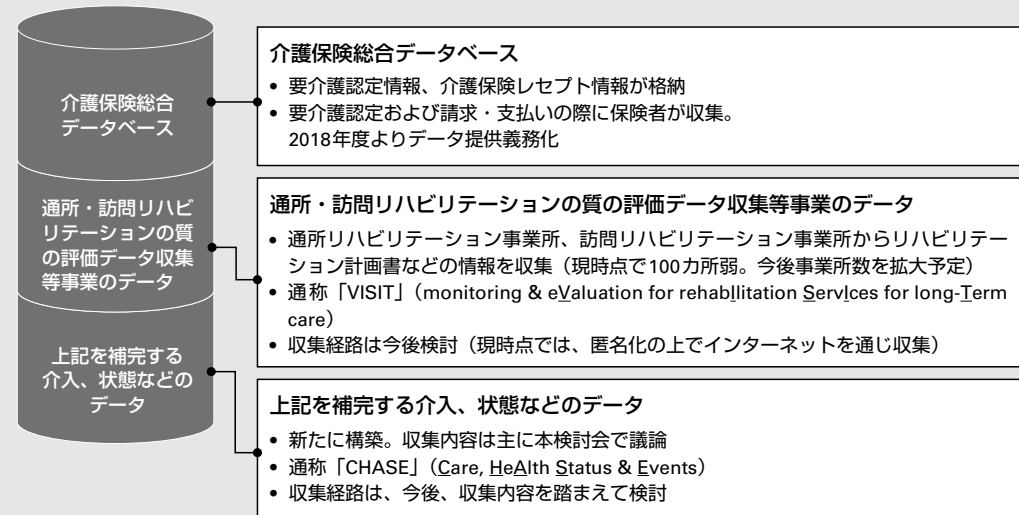 介護保険総合
データベース
介護保険総合データベース
• 要介護認定情報、介護保険レセプト情報が格納
• 要介護認定および請求・支払いの際に保険者が収集。
2018年度よりデータ提供義務化
通所・訪問リハビ
リテーションの質
の評価データ収集
等事業のデータ
通所・訪問リハビリテーションの質の評価データ収集等事業のデータ
• 通所リハビリテーション事業所、訪問リハビリテーション事業所からリハビリテー
ション計画書などの情報を収集（現時点で100カ所弱。今後事業所数を拡大予定）
• 通称「VISIT」（monitoring & eValuation for rehabIlitation ServIces for long-Term
care）
• 収集経路は今後検討（現時点では、匿名化の上でインターネットを通じ収集）
上記を補完する
介入、状態などの
データ
上記を補完する介入、状態などのデータ
• 新たに構築。収集内容は主に本検討会で議論
• 通称「CHASE」（Care, HeAlth Status & Events）
• 収集経路は、今後、収集内容を踏まえて検討